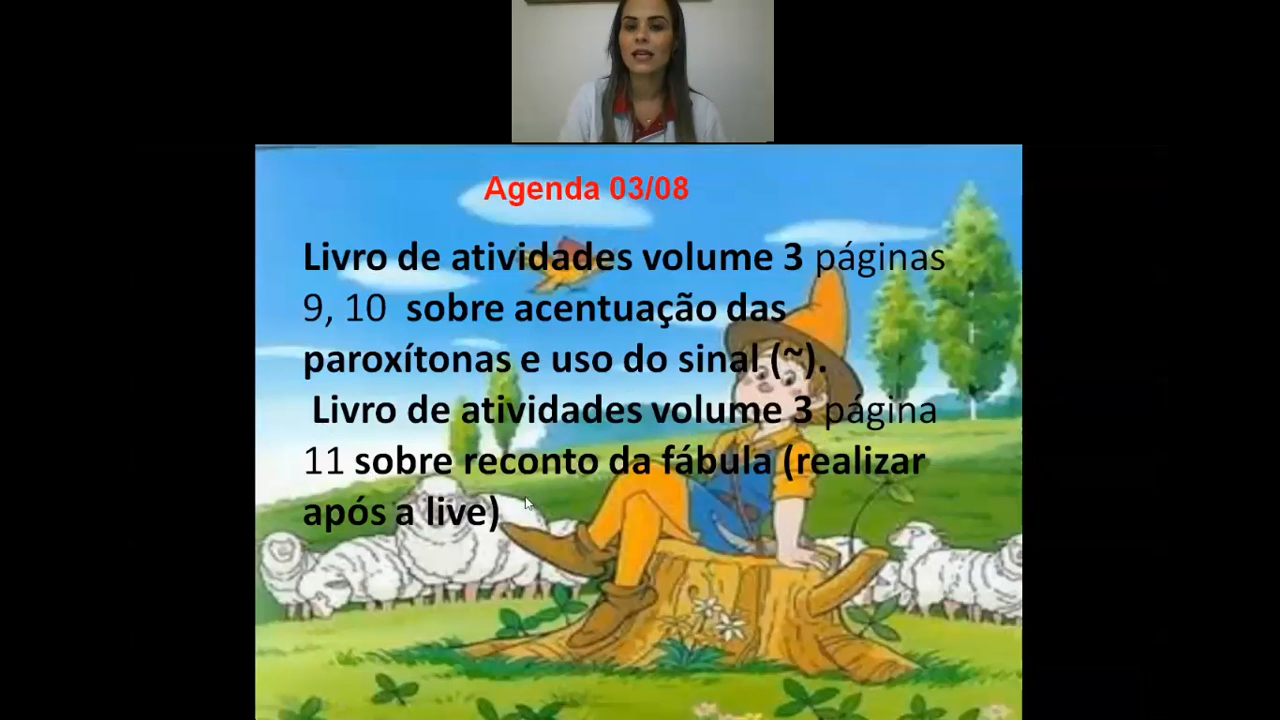 Agenda 03/08
Livro de atividades volume 3 páginas
9, 10 sobre acentuação das
paroxítonas e uso do sinal (~).
Livro de atividades volume 3 página
11 sobre reconto da fábula (realizar
após a live)